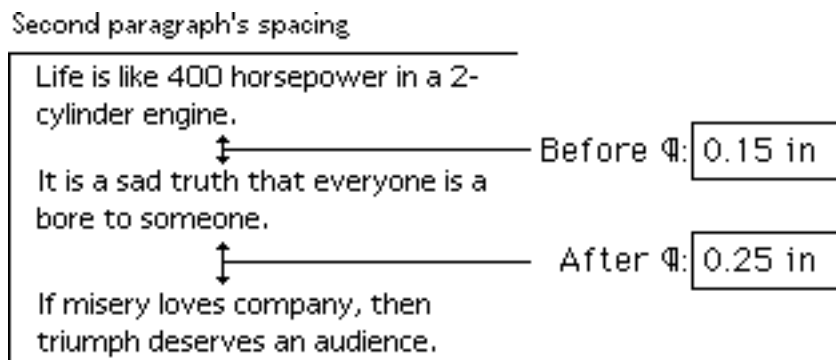 Second paragraph's spacing
Life is like 400 horsepower in a 2-
cylinder engine.
Before ¶: 0.15 in
It is a sad truth that everyone is a
bore to someone.
After ¶: 0.25 in
If misery loves company, then
triumph deserves an audience.